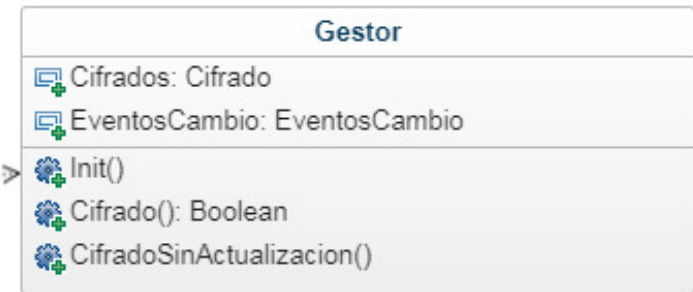 Gestor
Cifrados: Cifrado
EventosCambio: EventosCambio
Init()
Cifrado(): Boolean
CifradoSinActualizacion()